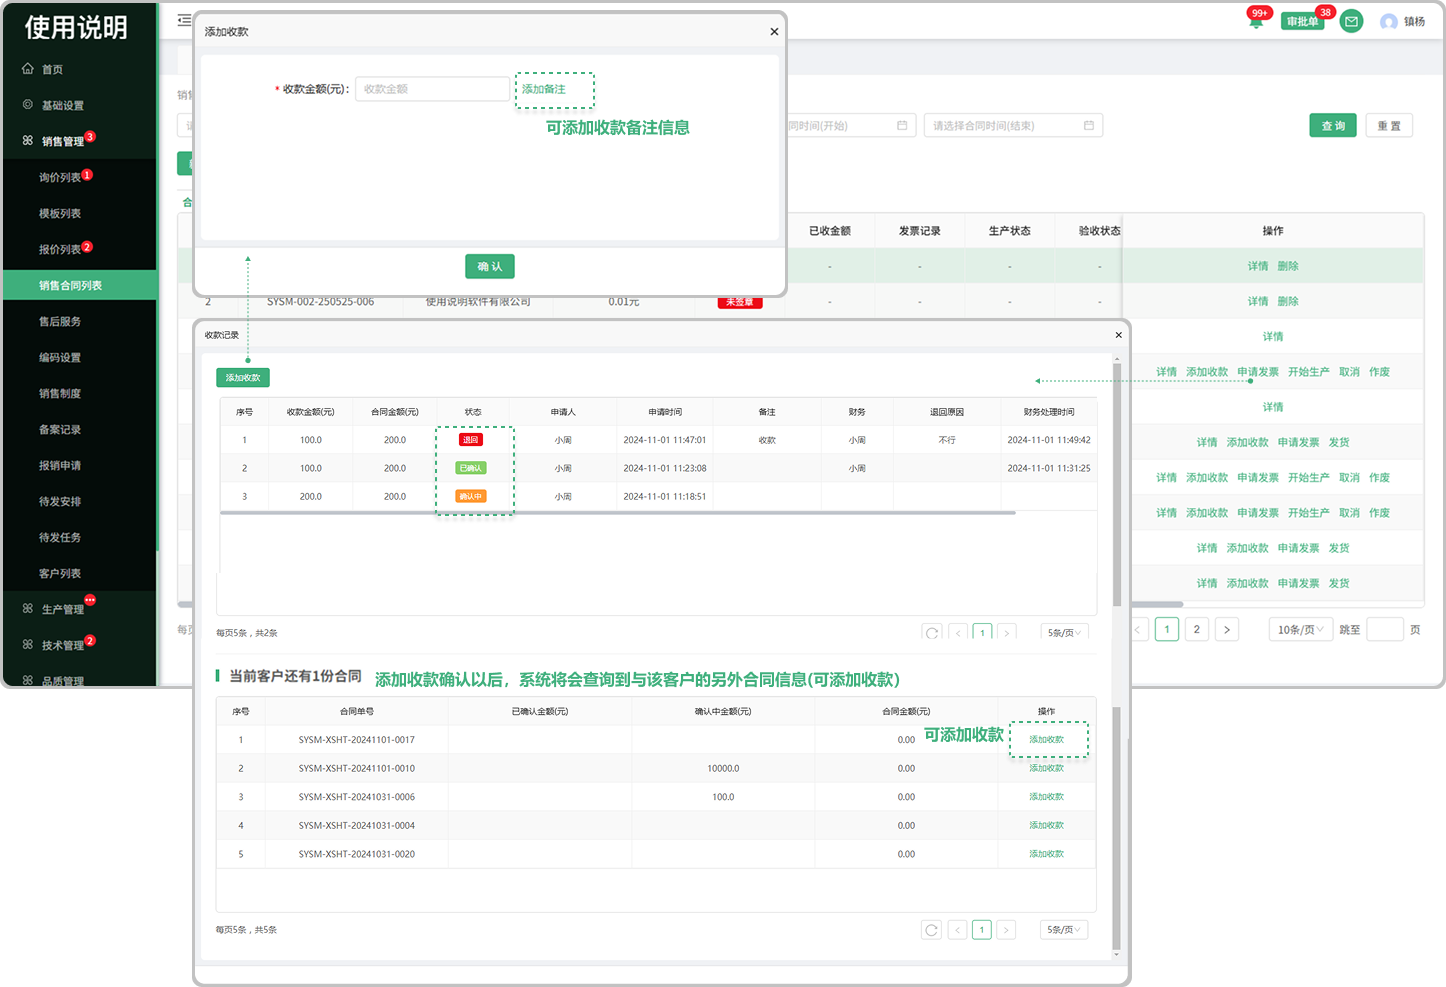 使用说明
首页
基础设置
销售管理 3
询价列表 1
模板列表
报价列表 2
销售合同列表
售后服务
编码设置
销售制度
备案记录
报销申请
待发安排
待发任务
客户列表
生产管理
技术管理 2
品质管理
99+ 审批单 38 镇杨
添加收款
* 收款金额(元): 收款金额 添加备注
可添加收款备注信息
确 认
同时间(开始) 请选择合同时间(结束) 查 询 重 置
已收金额 发票记录 生产状态 验收状态 操作
- - - - 详情 删除
2 SYSM-002-250525-006 使用说明软件有限公司 0.01元 未签章 - - - - 详情 删除
详情
详情 添加收款 申请发票 开始生产 取消 作废
详情
详情 添加收款 申请发票 发货
详情 添加收款 申请发票 开始生产 取消 作废
详情 添加收款 申请发票 开始生产 取消 作废
详情 添加收款 申请发票 发货
详情 添加收款 申请发票 发货
1 2 10条/页 跳至 页
收款记录
添加收款
序号 收款金额(元) 合同金额(元) 状态 申请人 申请时间 备注 财务 退回原因 财务处理时间
1 100.0 200.0 退回 小周 2024-11-01 11:47:01 收款 小周 不行 2024-11-01 11:49:42
2 100.0 200.0 已确认 小周 2024-11-01 11:23:08 小周 2024-11-01 11:31:25
3 200.0 200.0 确认中 小周 2024-11-01 11:18:51
每页5条，共2条 1 5条/页
当前客户还有1份合同 添加收款确认以后，系统将会查询到与该客户的另外合同信息(可添加收款)
序号 合同单号 已确认金额(元) 确认中金额(元) 合同金额(元) 操作
1 SYSM-XSHT-20241101-0017 0.00 可添加收款 添加收款
2 SYSM-XSHT-20241101-0010 10000.0 0.00 添加收款
3 SYSM-XSHT-20241031-0006 100.0 0.00 添加收款
4 SYSM-XSHT-20241031-0004 0.00 添加收款
5 SYSM-XSHT-20241031-0020 0.00 添加收款
每页5条，共5条 1 5条/页